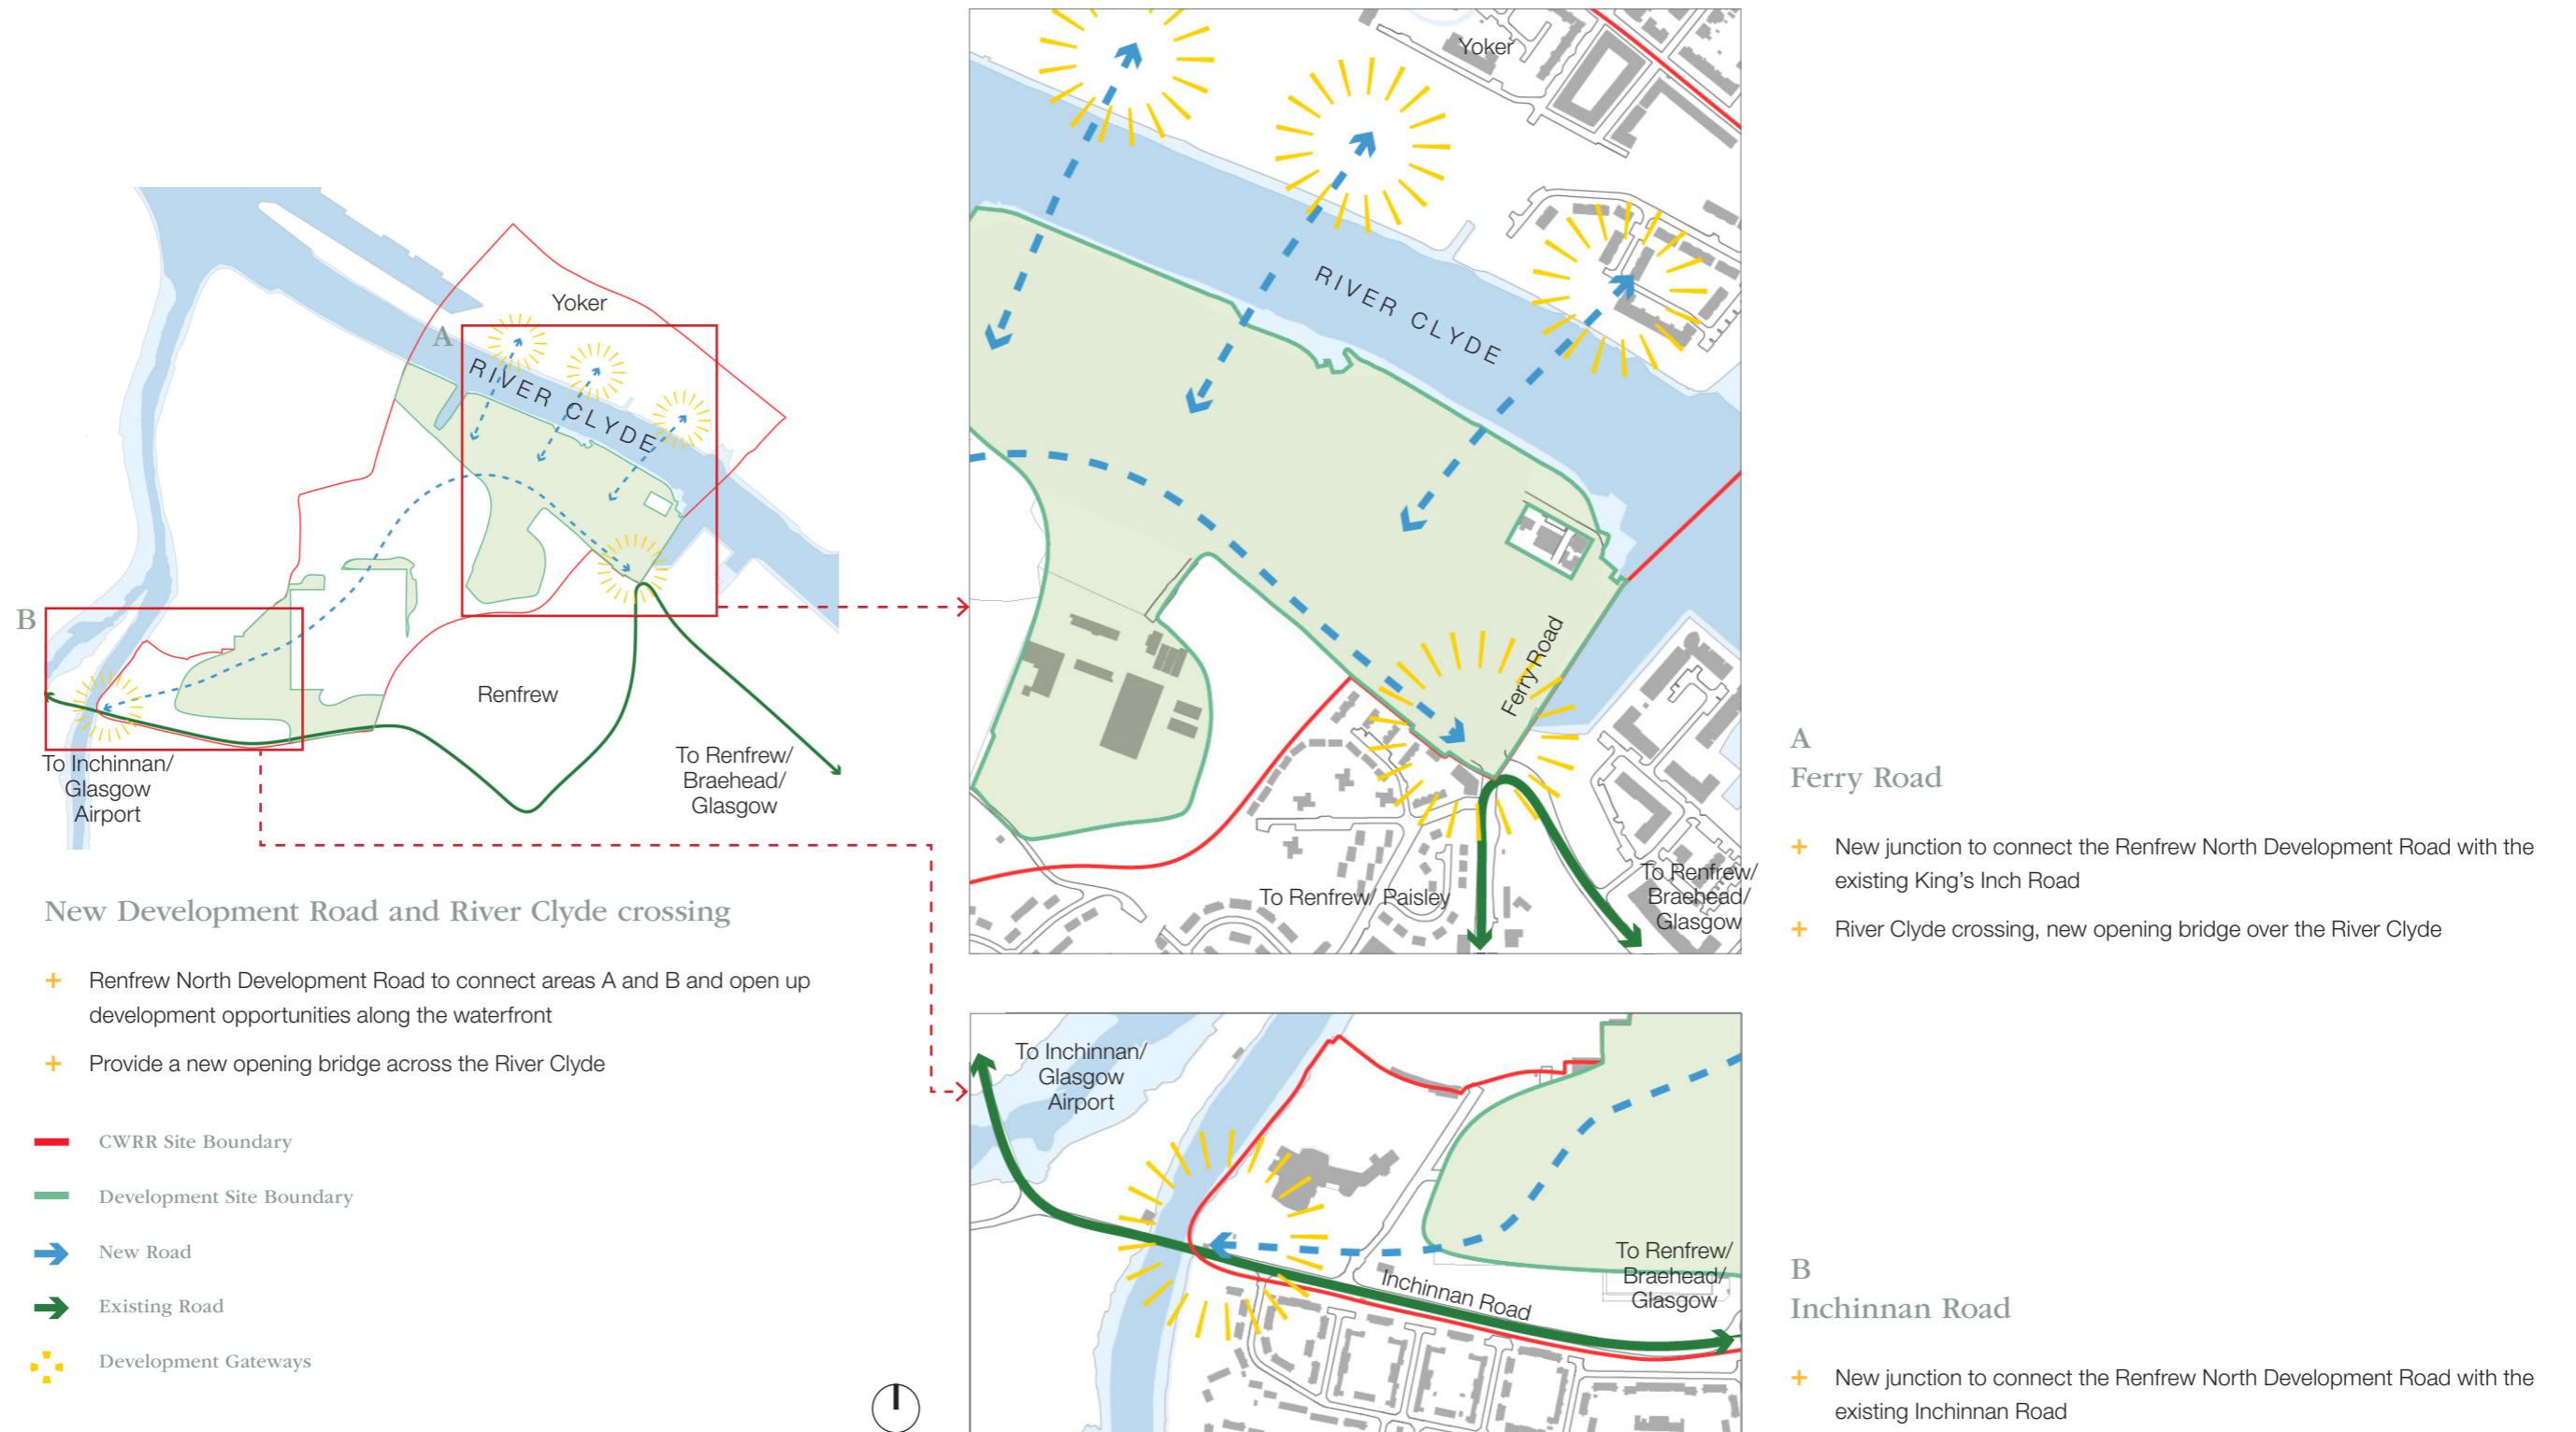 Yoker
A
RIVER CLYDE
B
Renfrew
To Inchinnan/
Glasgow
Airport
To Renfrew/
Braehead/
Glasgow
New Development Road and River Clyde crossing
+ Renfrew North Development Road to connect areas A and B and open up
development opportunities along the waterfront
+ Provide a new opening bridge across the River Clyde
CWRR Site Boundary
Development Site Boundary
New Road
Existing Road
Development Gateways
Yoker
RIVER CLYDE
Ferry Road
To Renfrew/ Paisley
To Renfrew/
Braehead/
Glasgow
To Inchinnan/
Glasgow
Airport
Inchinnan Road
To Renfrew/
Braehead/
Glasgow
A
Ferry Road
+ New junction to connect the Renfrew North Development Road with the
existing King's Inch Road
+ River Clyde crossing, new opening bridge over the River Clyde
B
Inchinnan Road
+ New junction to connect the Renfrew North Development Road with the
existing Inchinnan Road